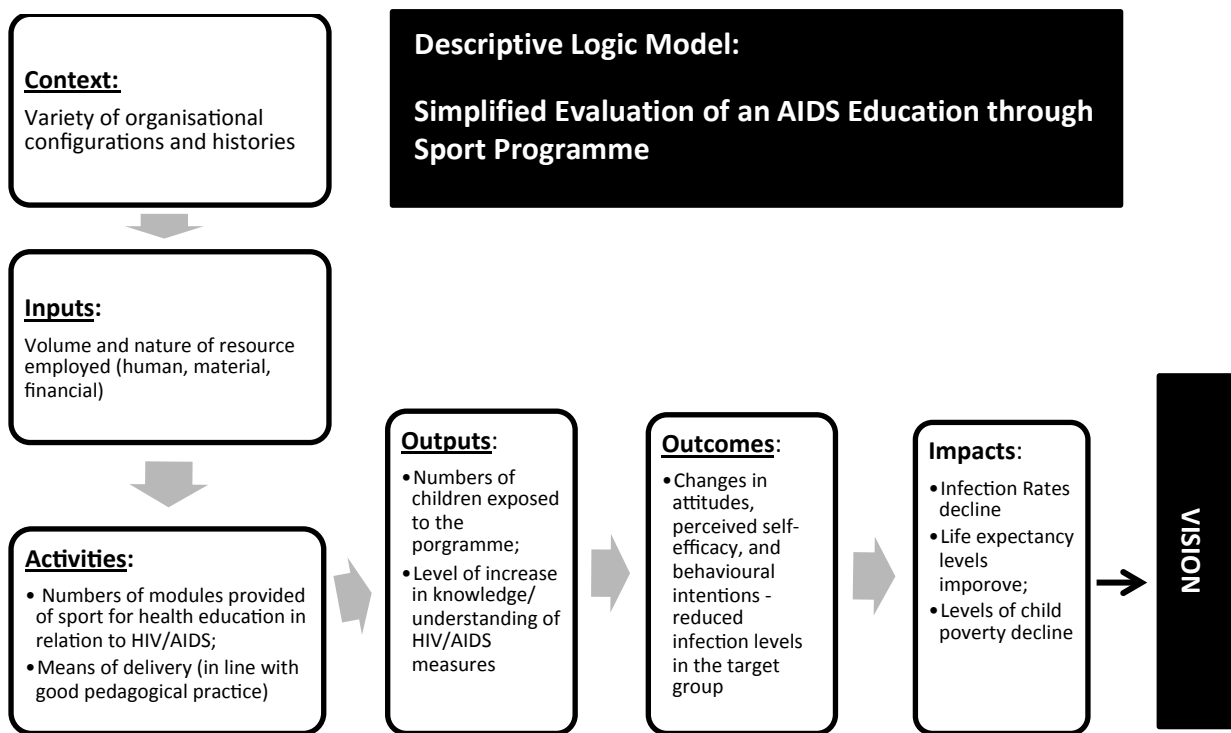 Context:
Variety of organisational
configurations and histories
Descriptive Logic Model:
Simplified Evaluation of an AIDS Education through
Sport Programme
Inputs:
Volume and nature of resource
employed (human, material,
financial)
Activities:
• Numbers of modules provided
of sport for health education in
relation to HIV/AIDS;
• Means of delivery (in line with
good pedagogical practice)
Outputs:
• Numbers of
children exposed
to the
porgramme;
• Level of increase
in knowledge/
understanding of
HIV/AIDS
measures
Outcomes:
• Changes in
attitudes,
perceived self-
efficacy, and
behavioural
intentions -
reduced
infection levels
in the target
group
Impacts:
• Infection Rates
decline
• Life expectancy
levels
imporove;
• Levels of child
poverty decline
VISION